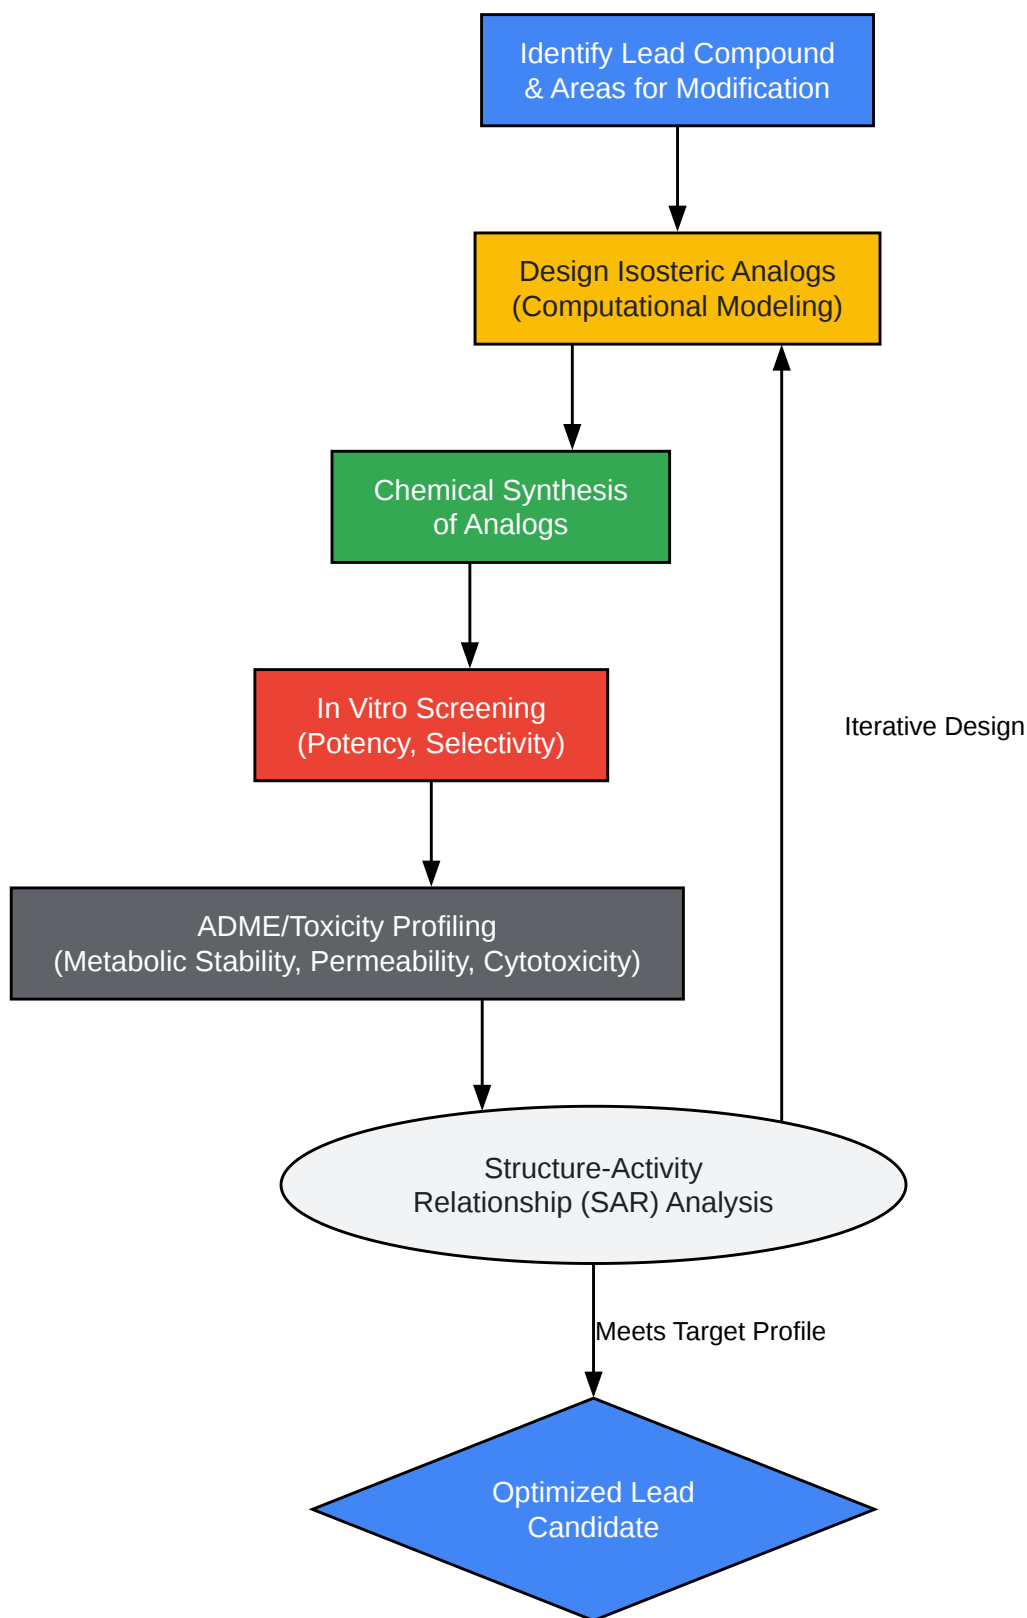 Identify Lead Compound
& Areas for Modification
Design Isosteric Analogs
(Computational Modeling)
Chemical Synthesis
of Analogs
In Vitro Screening
(Potency, Selectivity)
Iterative Design
ADME/Toxicity Profiling
(Metabolic Stability, Permeability, Cytotoxicity)
Structure-Activity
Relationship (SAR) Analysis
Meets Target Profile
Optimized Lead
Candidate